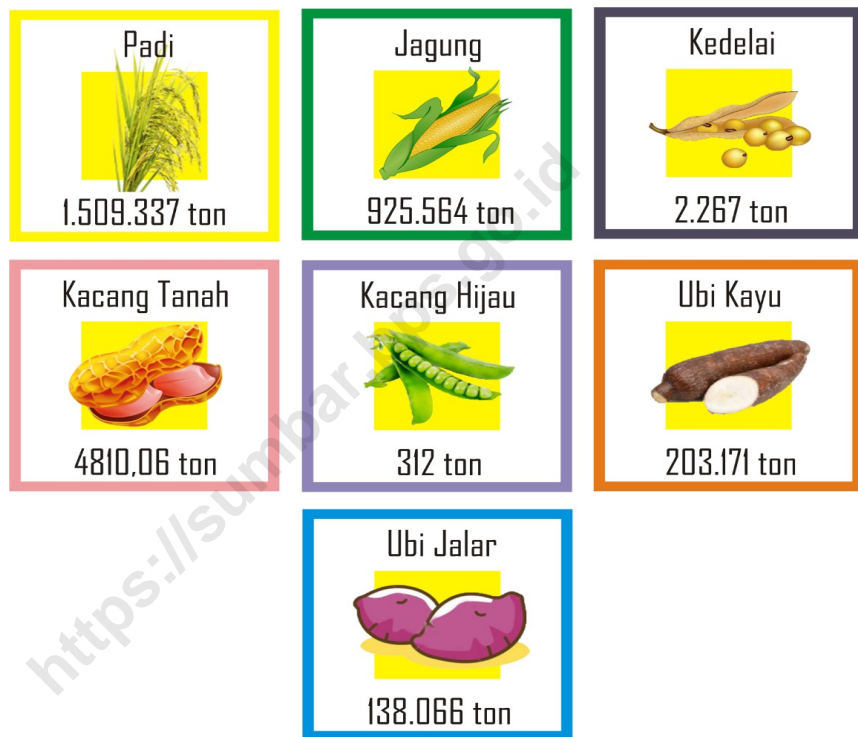 Padi
1.509.337 ton
Jagung
925.564 ton
Kedelai
2.267 ton
Kacang Tanah
4810,06 ton
Kacang Hijau
312 ton
Ubi Kayu
203.171 ton
Ubi Jalar
138.066 ton
https://sumbar.bps.go.id